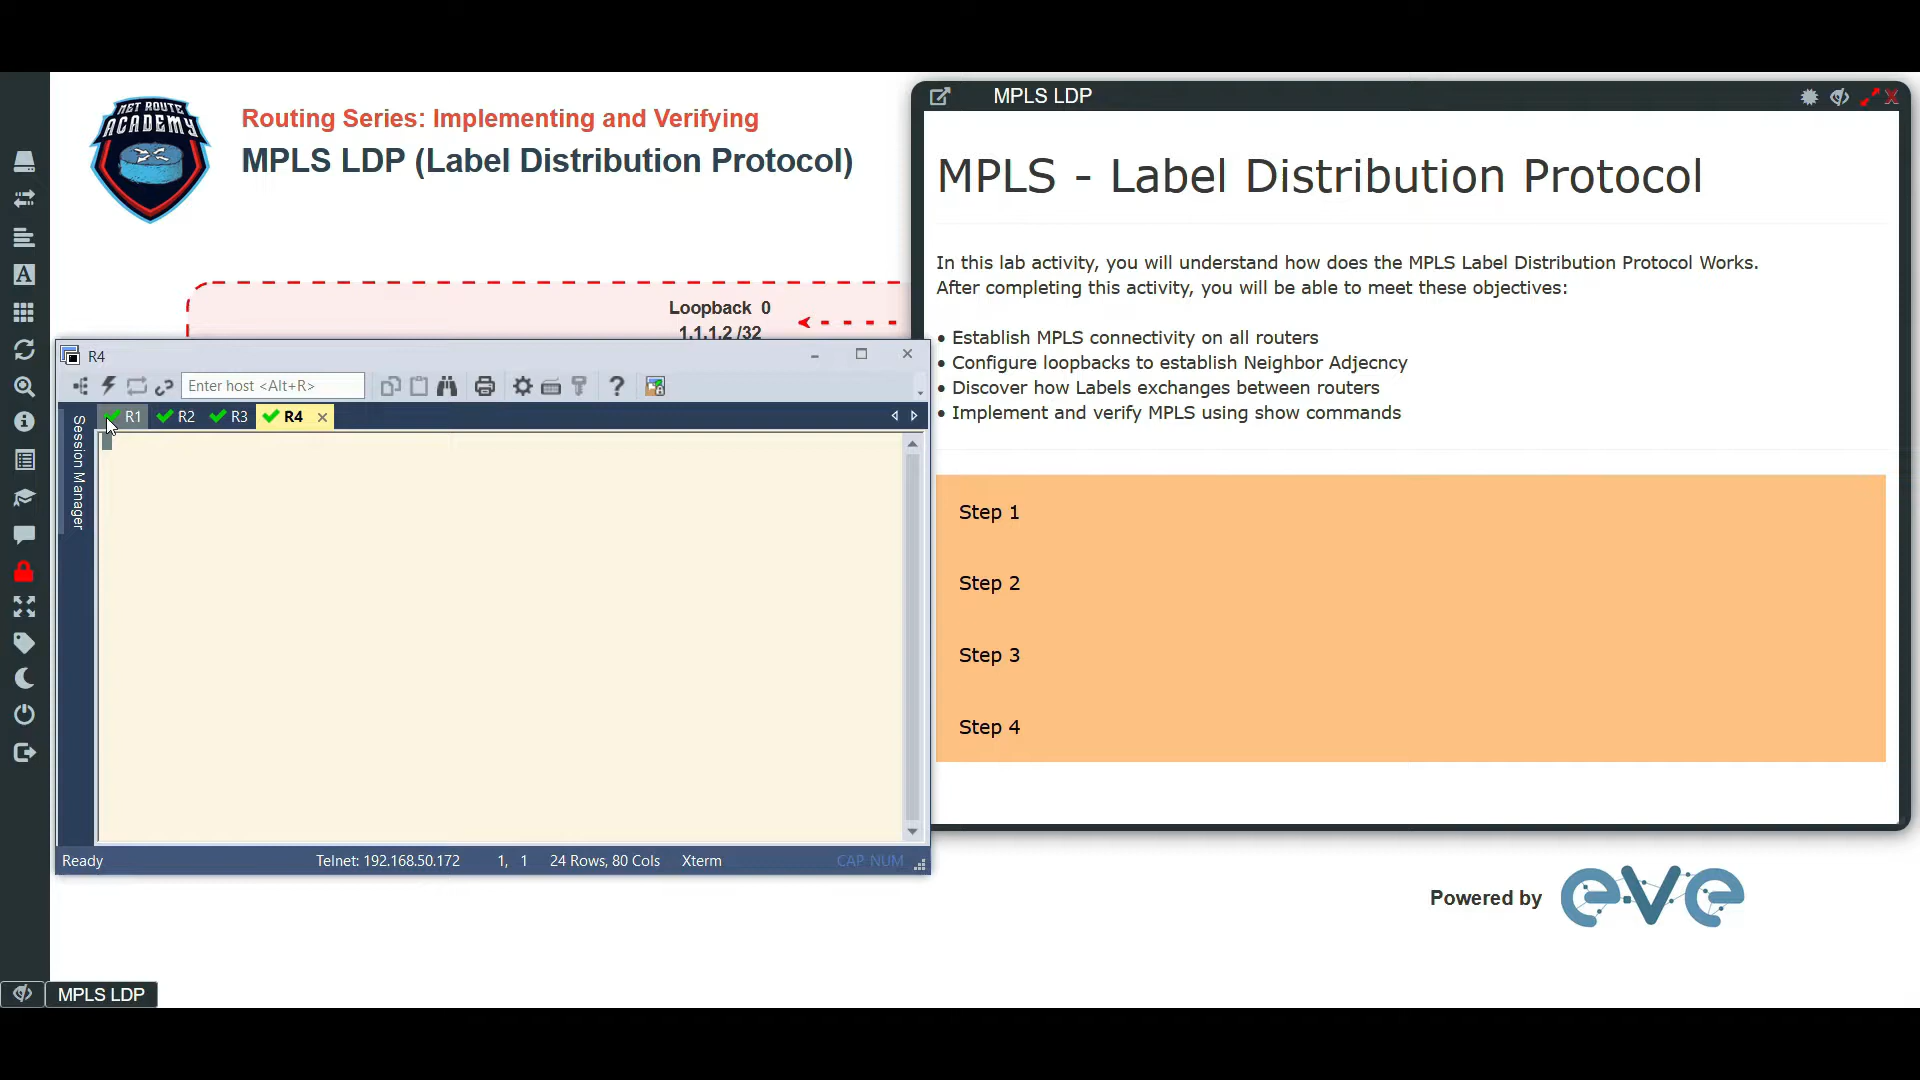 NET ROUTE
ACADEMY
Routing Series: Implementing and Verifying
MPLS LDP (Label Distribution Protocol)
Loopback 0
1.1.1.2 /32
R4
Enter host <Alt+R>
R1
R2
R3
R4
Session Manager
Ready
Telnet: 192.168.50.172
1, 1
24 Rows, 80 Cols
Xterm
CAP NUM
MPLS LDP
MPLS - Label Distribution Protocol
In this lab activity, you will understand how does the MPLS Label Distribution Protocol Works.
After completing this activity, you will be able to meet these objectives:
• Establish MPLS connectivity on all routers
• Configure loopbacks to establish Neighbor Adjecncy
• Discover how Labels exchanges between routers
• Implement and verify MPLS using show commands
Step 1
Step 2
Step 3
Step 4
Powered by
eve
MPLS LDP